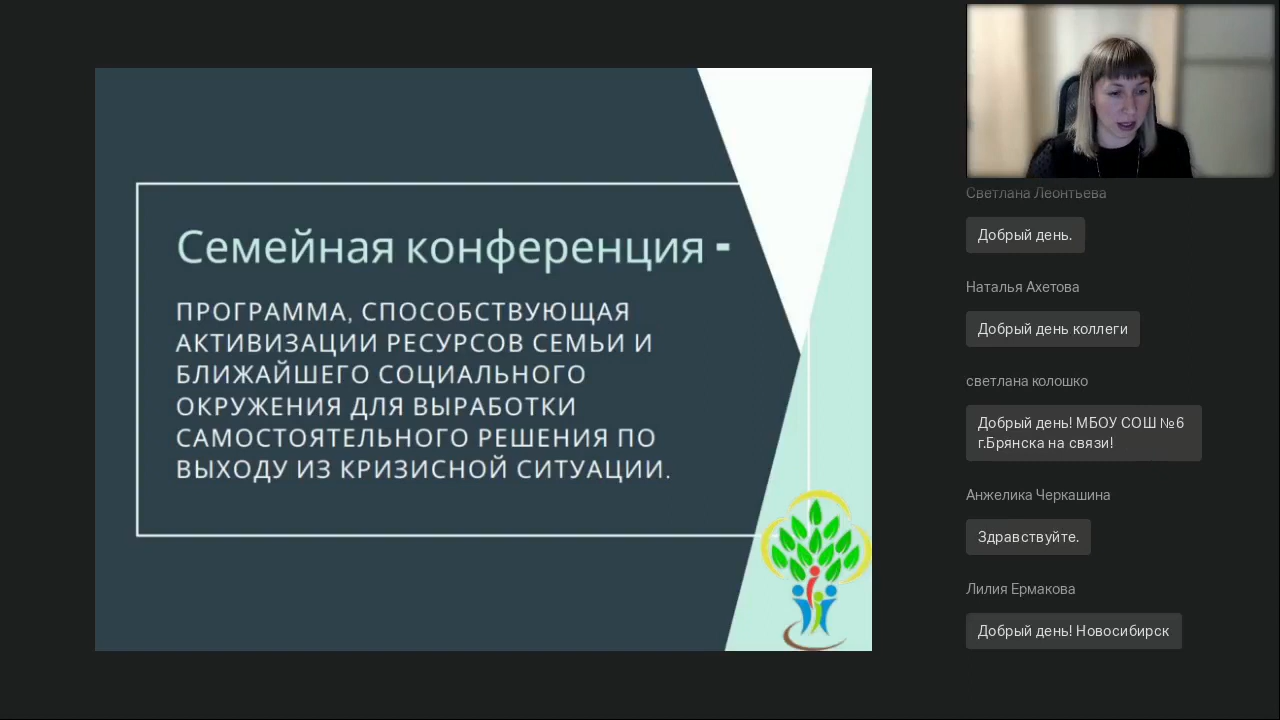 Семейная конференция -
ПРОГРАММА, СПОСОБСТВУЮЩАЯ
АКТИВИЗАЦИИ РЕСУРСОВ СЕМЬИ И
БЛИЖАЙШЕГО СОЦИАЛЬНОГО
ОКРУЖЕНИЯ ДЛЯ ВЫРАБОТКИ
САМОСТОЯТЕЛЬНОГО РЕШЕНИЯ ПО
ВЫХОДУ ИЗ КРИЗИСНОЙ СИТУАЦИИ.
Светлана Леонтьева
Добрый день.
Наталья Ахетова
Добрый день коллеги
светлана колошко
Добрый день! МБОУ СОШ №6
г.Брянска на связи!
Анжелика Черкашина
Здравствуйте.
Лилия Ермакова
Добрый день! Новосибирск